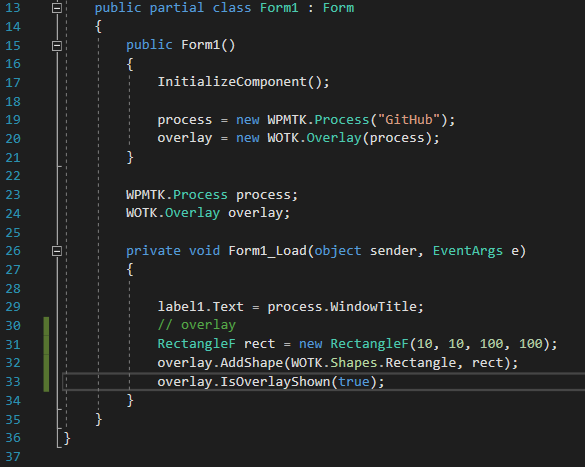 13 public partial class Form1 : Form
14 {
15 public Form1()
16 {
17 InitializeComponent();
18
19 process = new WPMTK.Process("GitHub");
20 overlay = new WOTK.Overlay(process);
21 }
22
23 WPMTK.Process process;
24 WOTK.Overlay overlay;
25
26 private void Form1_Load(object sender, EventArgs e)
27 {
28
29 label1.Text = process.WindowTitle;
30 // overlay
31 RectangleF rect = new RectangleF(10, 10, 100, 100);
32 overlay.AddShape(WOTK.Shapes.Rectangle, rect);
33 overlay.IsOverlayShown(true);
34 }
35 }
36 }
37